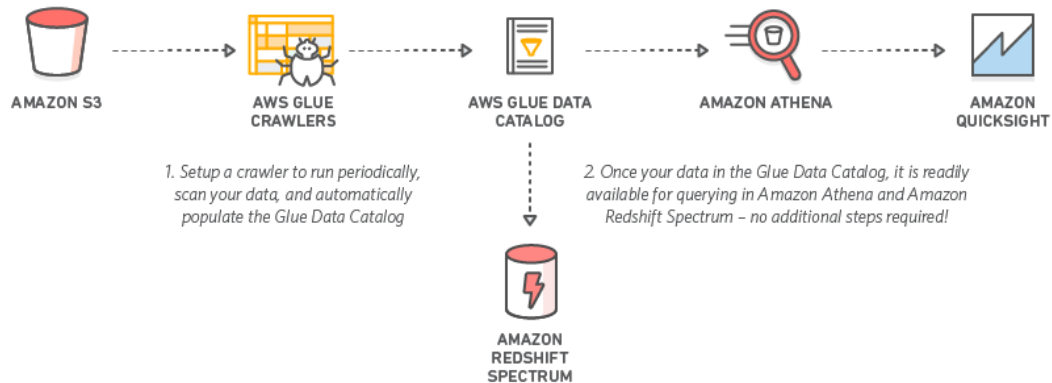 AMAZON S3
AWS GLUE
CRAWLERS
AWS GLUE DATA
CATALOG
AMAZON ATHENA
AMAZON
QUICKSIGHT
1. Setup a crawler to run periodically,
scan your data, and automatically
populate the Glue Data Catalog
2. Once your data in the Glue Data Catalog, it is readily
available for querying in Amazon Athena and Amazon
Redshift Spectrum – no additional steps required!
AMAZON
REDSHIFT
SPECTRUM